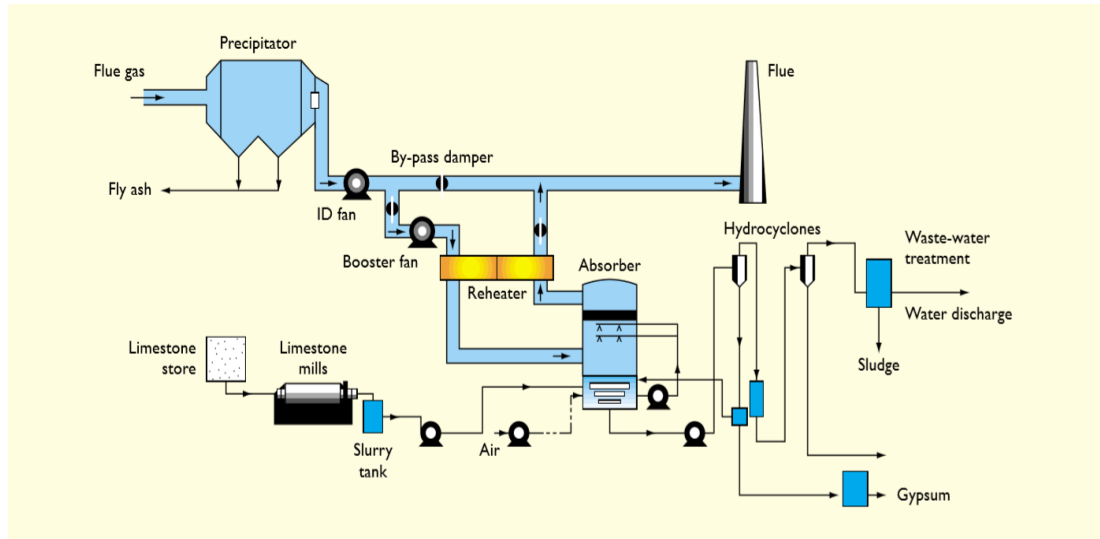 Precipitator
Flue gas
Flue
By-pass damper
Fly ash
ID fan
Hydrocyclones
Waste-water
treatment
Booster fan
Absorber
Reheater
Water discharge
Limestone
store
Limestone
mills
Sludge
Slurry
tank
Air
Gypsum